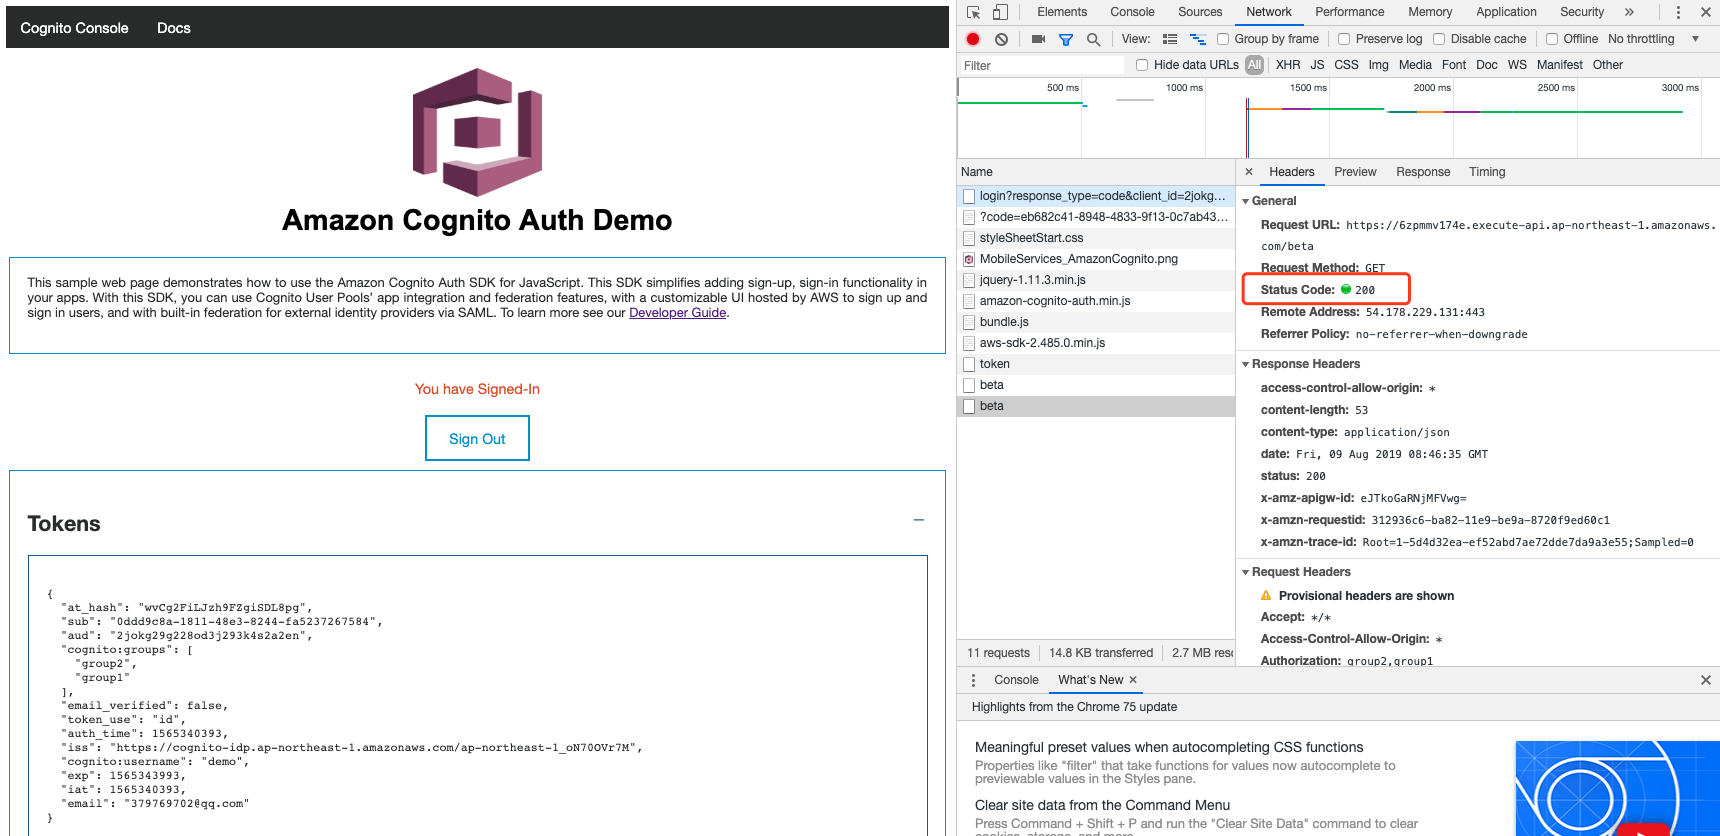 Cognito Console Docs
Amazon Cognito Auth Demo
This sample web page demonstrates how to use the Amazon Cognito Auth SDK for JavaScript. This SDK simplifies adding sign-up, sign-in functionality in
your apps. With this SDK, you can use Cognito User Pools' app integration and federation features, with a customizable UI hosted by AWS to sign up and
sign in users, and with built-in federation for external identity providers via SAML. To learn more see our Developer Guide.
You have Signed-In
Sign Out
Tokens
{
"at_hash": "wvCg2FiLJzh9FZgiSDL8pg",
"sub": "0ddd9c8a-1811-48e3-8244-fa5237267584",
"aud": "2jokg29g228od3j293k4s2a2en",
"cognito:groups": [
"group2",
"group1"
],
"email_verified": false,
"token_use": "id",
"auth_time": 1565340393,
"iss": "https://cognito-idp.ap-northeast-1.amazonaws.com/ap-northeast-1_oN70OVr7M",
"cognito:username": "demo",
"exp": 1565343993,
"iat": 1565340393,
"email": "379769702@qq.com"
}
Elements Console Sources Network Performance Memory Application Security »
View: Group by frame Preserve log Disable cache Offline No throttling
Filter Hide data URLs All XHR JS CSS Img Media Font Doc WS Manifest Other
500 ms 1000 ms 1500 ms 2000 ms 2500 ms 3000 ms
Name
login?response_type=code&client_id=2jokg...
?code=eb682c41-8948-4833-9f13-0c7ab43...
styleSheetStart.css
MobileServices_AmazonCognito.png
jquery-1.11.3.min.js
amazon-cognito-auth.min.js
bundle.js
aws-sdk-2.485.0.min.js
token
beta
beta
11 requests 14.8 KB transferred 2.7 MB
× Headers Preview Response Timing
General
Request URL: https://6zpmmv174e.execute-api.ap-northeast-1.amazonaws.
com/beta
Request Method: GET
Status Code: 200
Remote Address: 54.178.229.131:443
Referrer Policy: no-referrer-when-downgrade
Response Headers
access-control-allow-origin: *
content-length: 53
content-type: application/json
date: Fri, 09 Aug 2019 08:46:35 GMT
status: 200
x-amz-apigw-id: eJTkoGaRNjMFVwg=
x-amzn-requestid: 312936c6-ba82-11e9-be9a-8720f9ed60c1
x-amzn-trace-id: Root=1-5d4d32ea-ef52abd7ae72dde7da9a3e55;Sampled=0
Request Headers
Provisional headers are shown
Accept: */*
Access-Control-Allow-Origin: *
Authorization: group2,group1
Console What's New ×
Highlights from the Chrome 75 update
Meaningful preset values when autocompleting CSS functions
Properties like "filter" that take functions for values now autocomplete to
previewable values in the Styles pane.
Clear site data from the Command Menu
Press Command + Shift + P and run the "Clear Site Data" command to clear